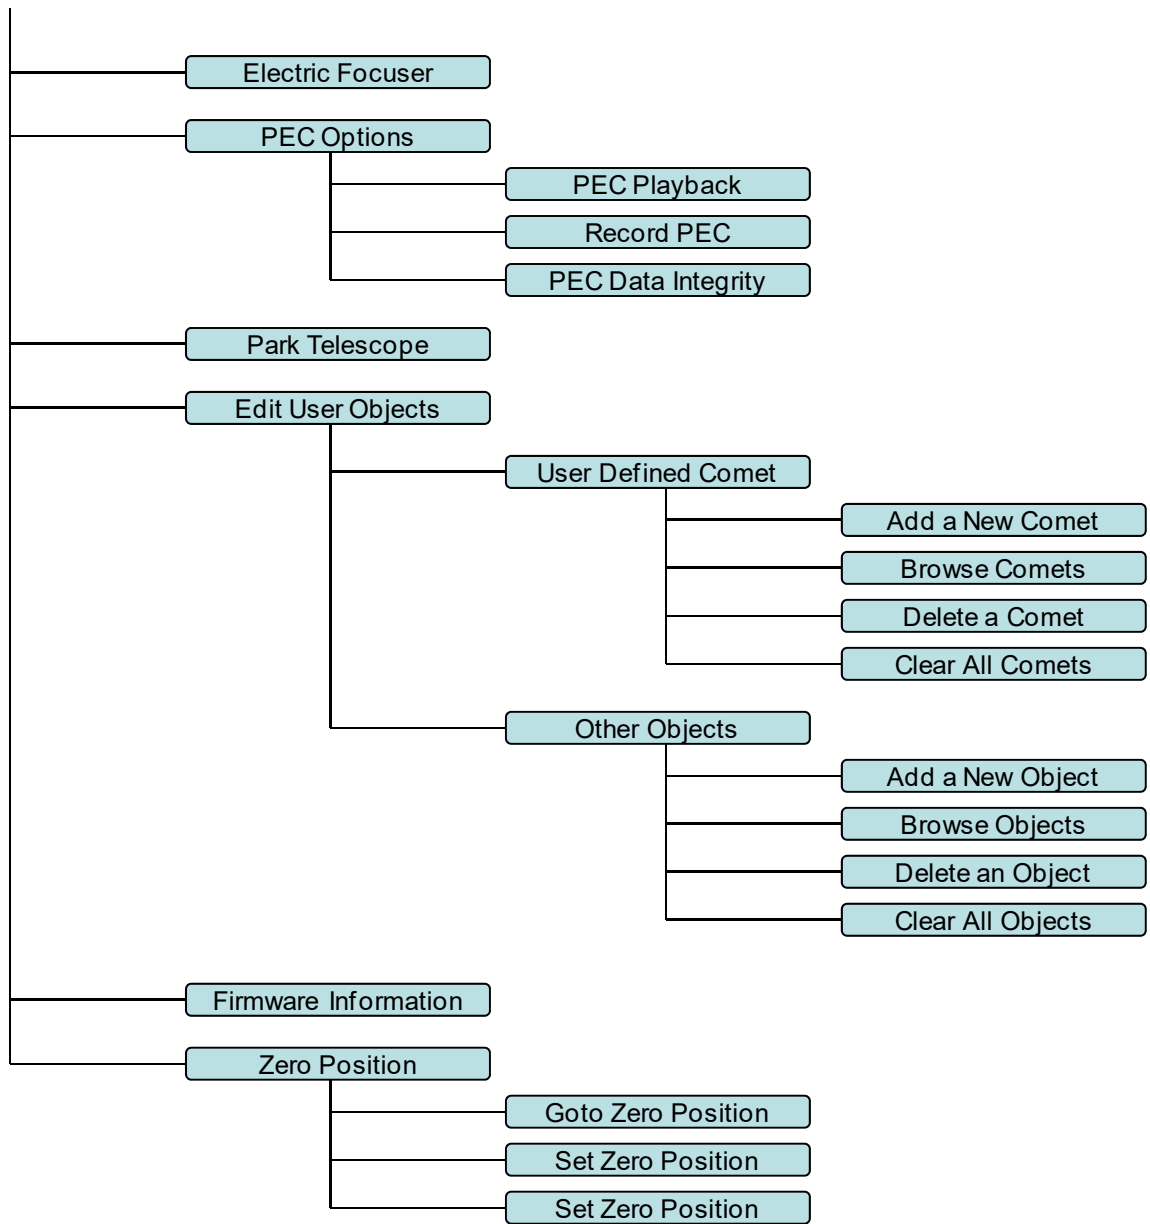 Electric Focuser
PEC Options
PEC Playback
Record PEC
PEC Data Integrity
Park Telescope
Edit User Objects
User Defined Comet
Add a New Comet
Browse Comets
Delete a Comet
Clear All Comets
Other Objects
Add a New Object
Browse Objects
Delete an Object
Clear All Objects
Firmware Information
Zero Position
Goto Zero Position
Set Zero Position
Set Zero Position